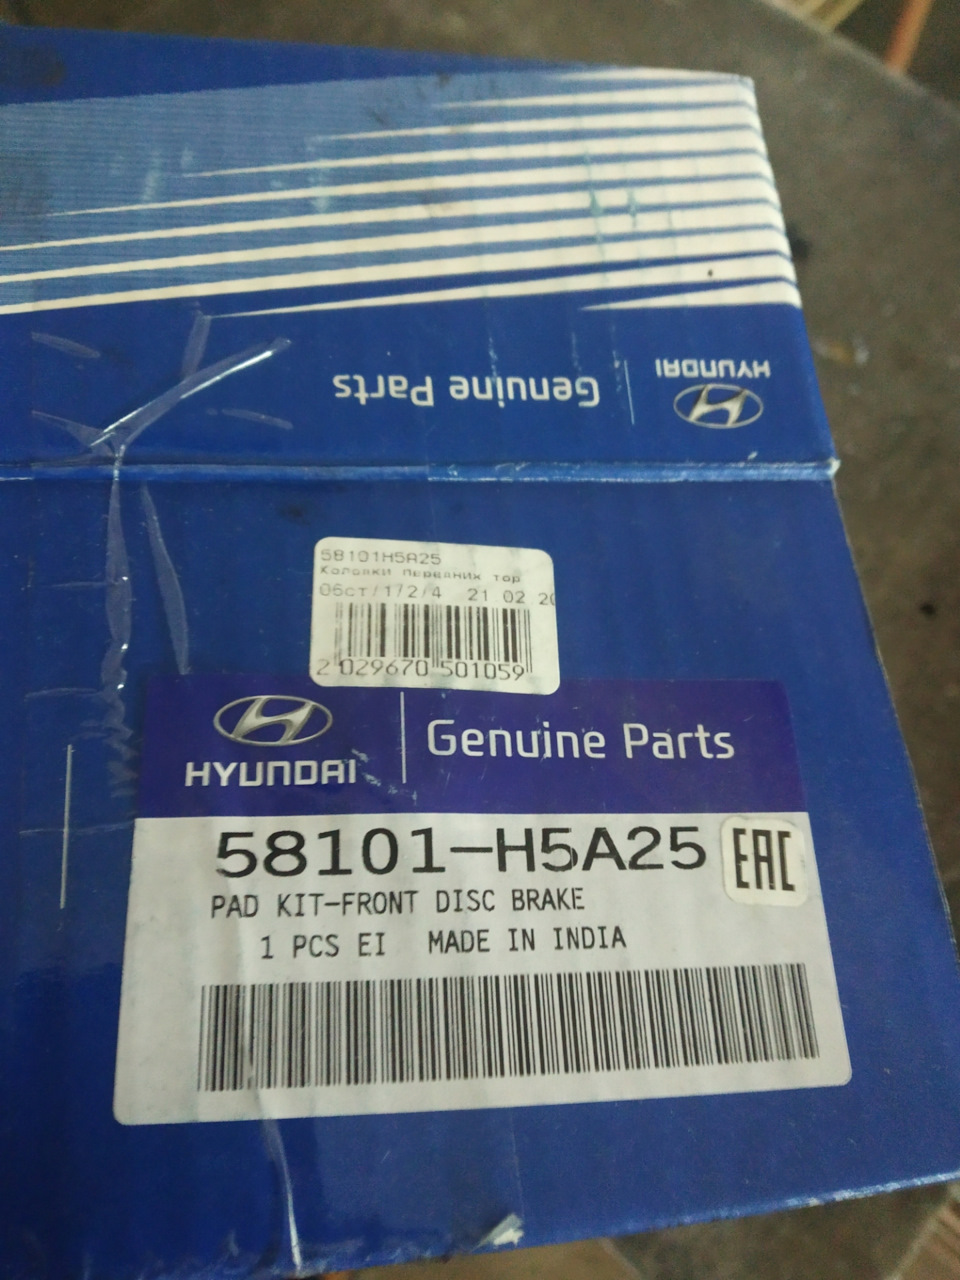 HYUNDAI
Genuine Parts
58101H5A25
Колодки передних тор
06ст/1/2/4 21 02 20
2 029670 501059
HYUNDAI
Genuine Parts
58101-H5A25
EAC
PAD KIT-FRONT DISC BRAKE
1 PCS EI MADE IN INDIA